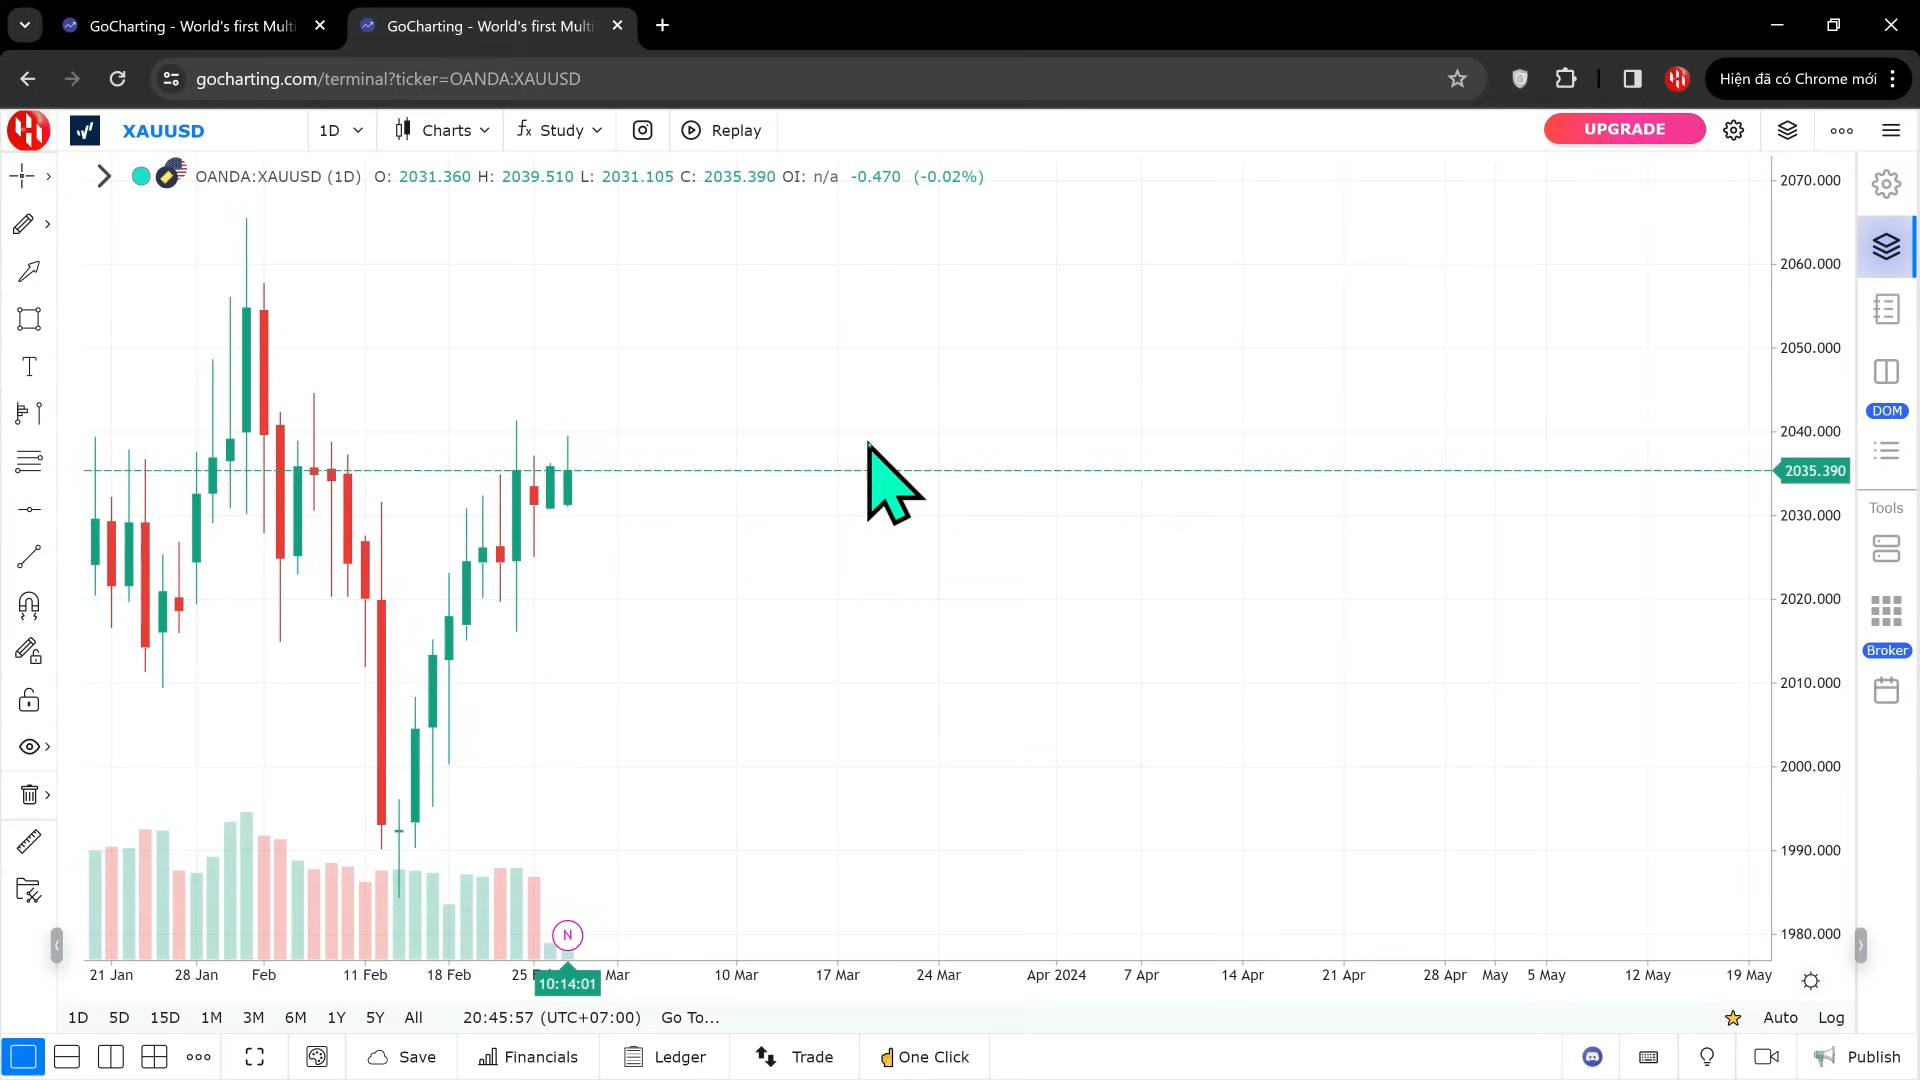 GoCharting - World's first Multi
GoCharting - World's first Multi
gocharting.com/terminal?ticker=OANDA:XAUUSD
Hiện đã có Chrome mới
XAUUSD
1D
Charts
fx Study
Replay
UPGRADE
OANDA:XAUUSD (1D) O: 2031.360 H: 2039.510 L: 2031.105 C: 2035.390 OI: n/a -0.470 (-0.02%)
2070.000
2060.000
2050.000
2040.000
2035.390
2030.000
2020.000
2010.000
2000.000
1990.000
1980.000
DOM
Tools
Broker
T
N
21 Jan
28 Jan
Feb
11 Feb
18 Feb
25
Mar
10 Mar
17 Mar
24 Mar
Apr 2024
7 Apr
14 Apr
21 Apr
28 Apr
May
5 May
12 May
19 May
10:14:01
1D 5D 15D 1M 3M 6M 1Y 5Y All 20:45:57 (UTC+07:00) Go To... Auto Log
Save Financials Ledger Trade One Click Publish